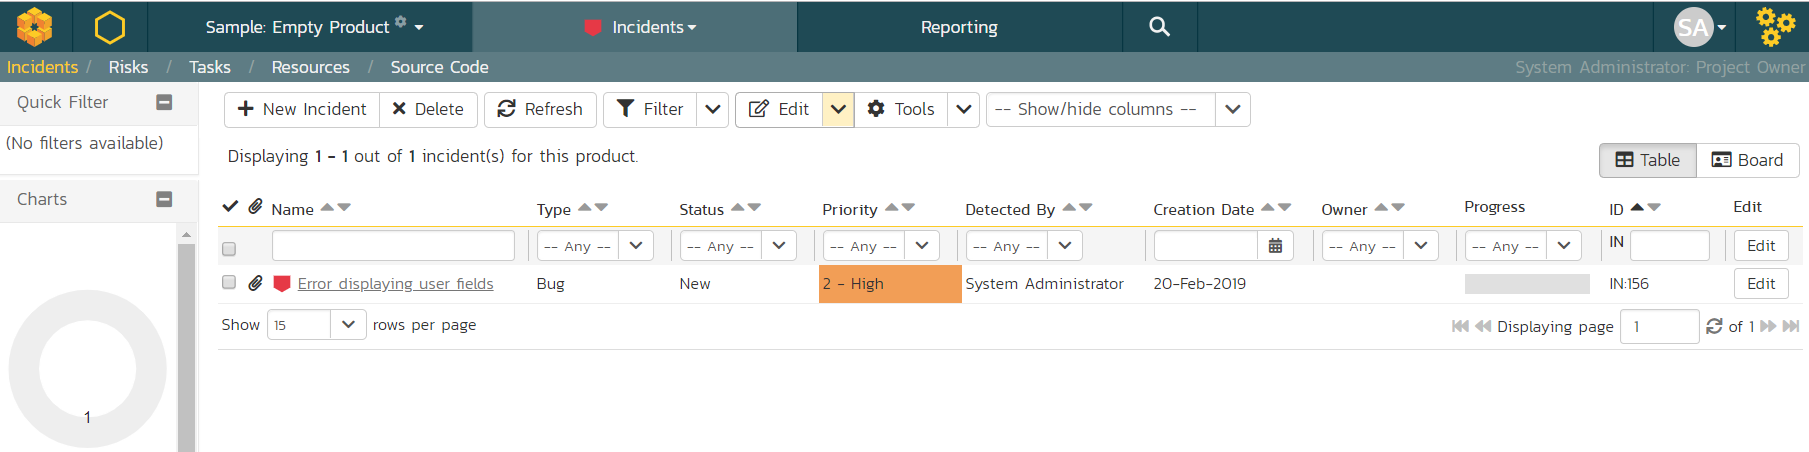 Sample: Empty Product Incidents Reporting SA
Incidents / Risks / Tasks / Resources / Source Code System Administrator: Project Owner
Quick Filter
(No filters available)
Charts
1
New Incident Delete Refresh Filter Edit Tools -- Show/hide columns --
Displaying 1 - 1 out of 1 incident(s) for this product.
Table Board
Name Type Status Priority Detected By Creation Date Owner Progress ID Edit
-- Any -- -- Any -- -- Any -- -- Any -- -- Any -- -- Any -- IN Edit
Error displaying user fields Bug New 2 - High System Administrator 20-Feb-2019 IN:156 Edit
Show 15 rows per page Displaying page 1 of 1